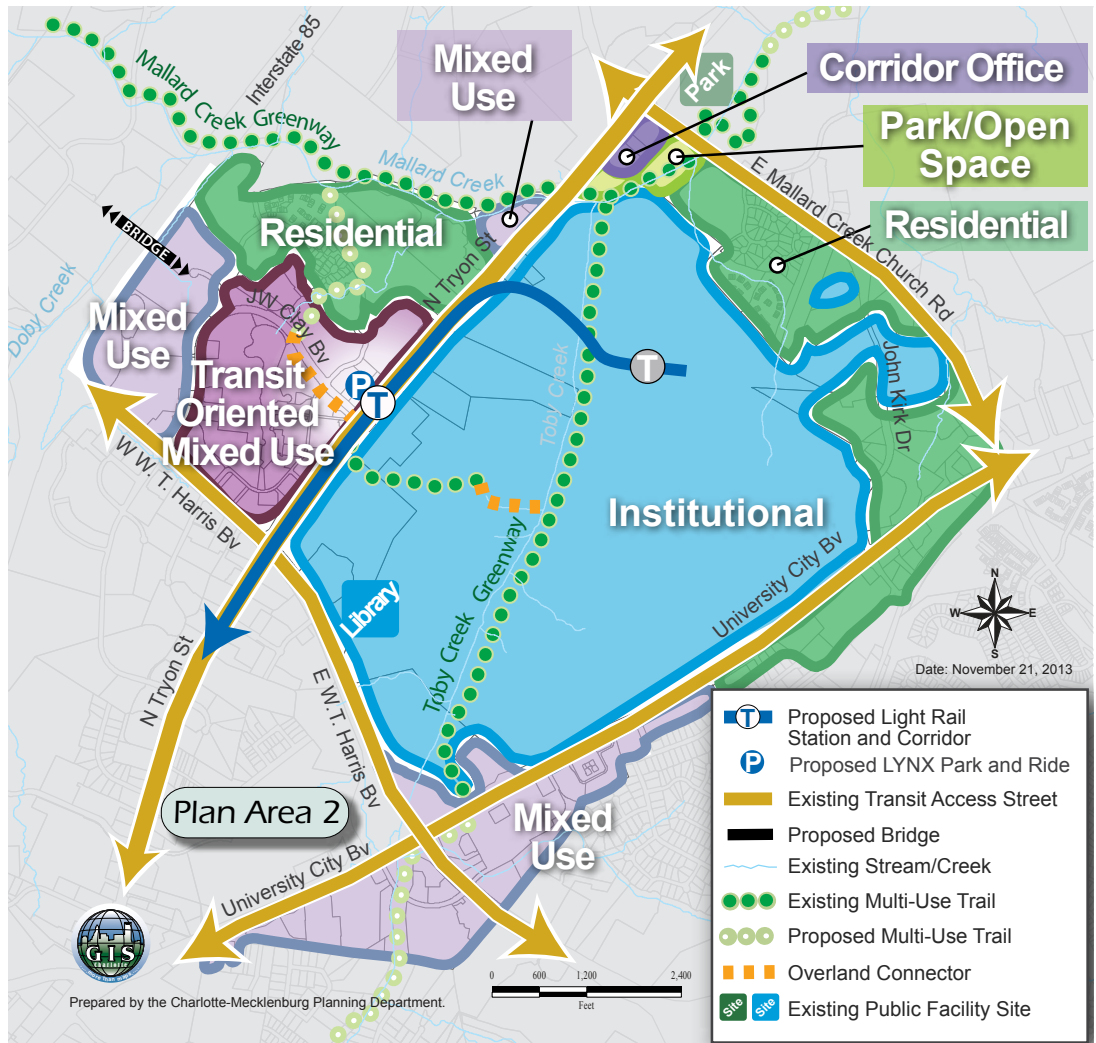 Mixed
Use
Park
Corridor Office
Park/Open
Space
Residential
Interstate 85
Mallard Creek Greenway
Mallard Creek
E Mallard Creek Church Rd
BRIDGE
Residential
N Tryon St
Doby Creek
Mixed
Use
JW Clay Bv
Transit
Oriented
Mixed Use
P
T
T
John Kirk Dr
Toby Creek
W W. T. Harris Bv
Institutional
Toby Creek Greenway
University City Bv
Library
N
W
E
S
Date: November 21, 2013
N Tryon St
E W.T. Harris Bv
Plan Area 2
Mixed
Use
University City Bv
T
Proposed Light Rail
Station and Corridor
P
Proposed LYNX Park and Ride
Existing Transit Access Street
Proposed Bridge
Existing Stream/Creek
Existing Multi-Use Trail
Proposed Multi-Use Trail
Overland Connector
Site
Site
Existing Public Facility Site
GIS
Prepared by the Charlotte-Mecklenburg Planning Department.
0 600 1,200 2,400
Feet